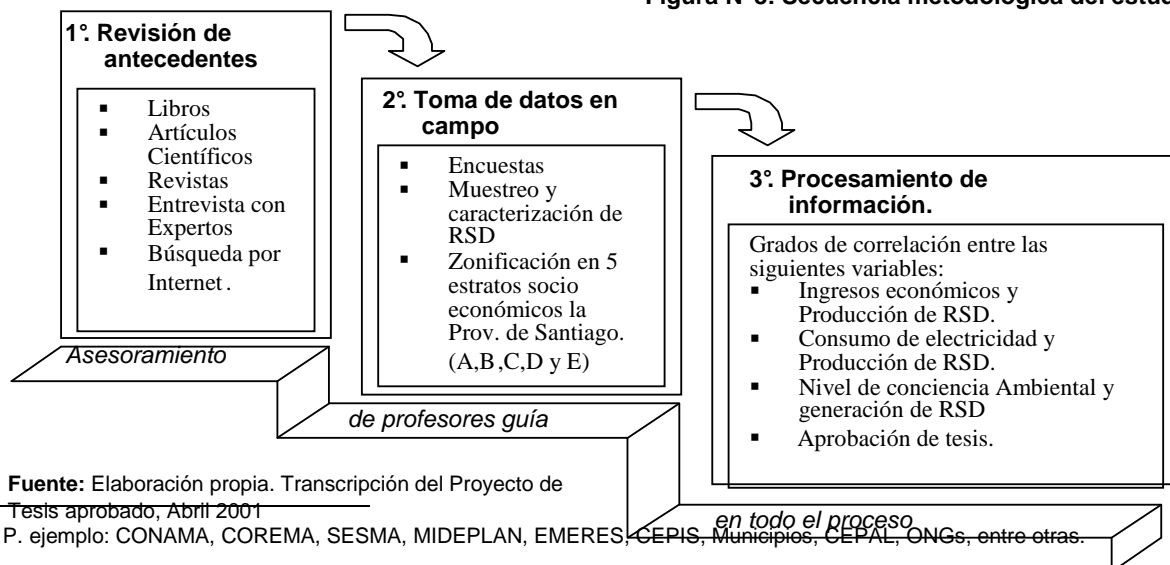 Figura N°3. Secuencia metodológica del
1°. Revisión de
antecedentes
▪ Libros
▪ Artículos
Científicos
▪ Revistas
▪ Entrevista con
Expertos
▪ Búsqueda por
Internet.
2°. Toma de datos en
campo
▪ Encuestas
▪ Muestreo y
caracterización de
RSD
▪ Zonificación en 5
estratos socio
económicos la
Prov. de Santiago.
(A,B,C,D y E)
3°. Procesamiento de
información.
Grados de correlación entre las
siguientes variables:
▪ Ingresos económicos y
Producción de RSD.
▪ Consumo de electricidad y
Producción de RSD.
▪ Nivel de conciencia Ambiental y
generación de RSD
▪ Aprobación de tesis.
Asesoramiento
de profesores guía
en todo el proceso
Fuente: Elaboración propia. Transcripción del Proyecto de
Tesis aprobado, Abril 2001
P. ejemplo: CONAMA, COREMA, SESMA, MIDEPLAN, EMERES, CEPIS, Municipios, CEPAL, ONGs, entre otras.